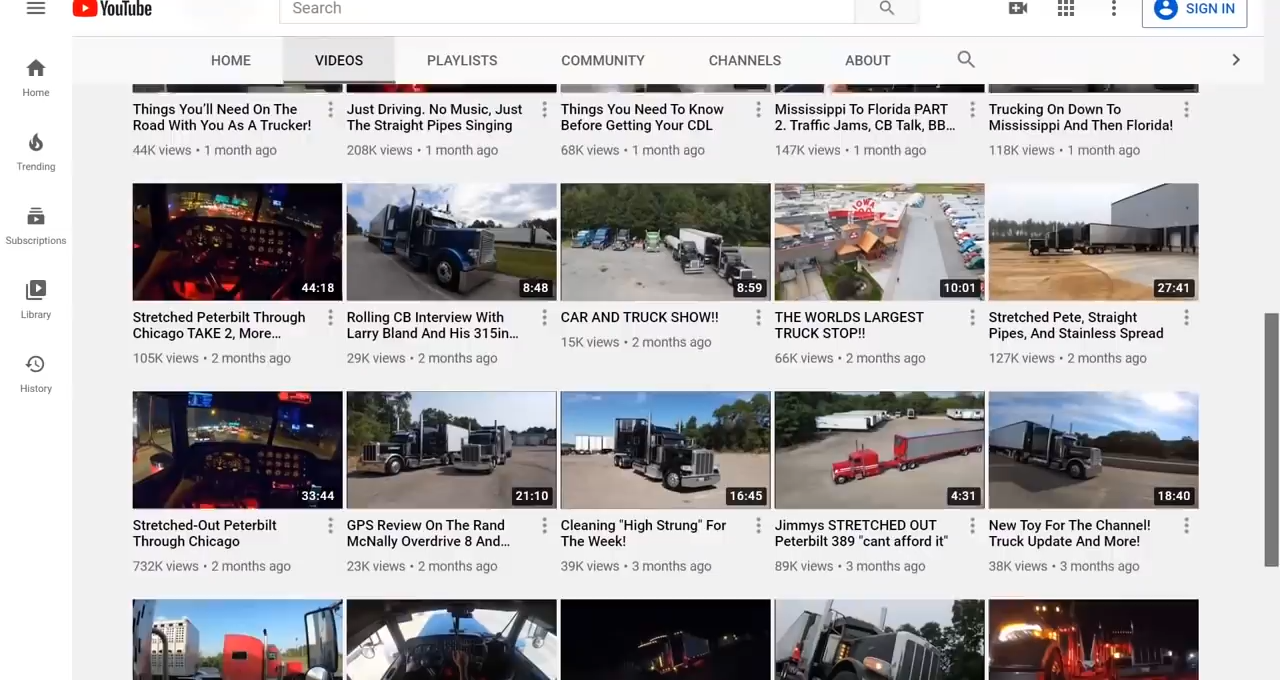 YouTube
Search
SIGN IN
HOME
VIDEOS
PLAYLISTS
COMMUNITY
CHANNELS
ABOUT
Home
Trending
Subscriptions
Library
History
Things You’ll Need On The
Road With You As A Trucker!
44K views • 1 month ago
Just Driving. No Music, Just
The Straight Pipes Singing
208K views • 1 month ago
Things You Need To Know
Before Getting Your CDL
68K views • 1 month ago
Mississippi To Florida PART
2. Traffic Jams, CB Talk, BB...
147K views • 1 month ago
Trucking On Down To
Mississippi And Then Florida!
118K views • 1 month ago
44:18
Stretched Peterbilt Through
Chicago TAKE 2, More...
105K views • 2 months ago
8:48
Rolling CB Interview With
Larry Bland And His 315in...
29K views • 2 months ago
8:59
CAR AND TRUCK SHOW!!
15K views • 2 months ago
IOWA
10:01
THE WORLDS LARGEST
TRUCK STOP!!
66K views • 2 months ago
27:41
Stretched Pete, Straight
Pipes, And Stainless Spread
127K views • 2 months ago
33:44
Stretched-Out Peterbilt
Through Chicago
732K views • 2 months ago
21:10
GPS Review On The Rand
McNally Overdrive 8 And...
23K views • 2 months ago
16:45
Cleaning "High Strung" For
The Week!
39K views • 3 months ago
4:31
Jimmys STRETCHED OUT
Peterbilt 389 "cant afford it"
89K views • 3 months ago
18:40
New Toy For The Channel!
Truck Update And More!
38K views • 3 months ago